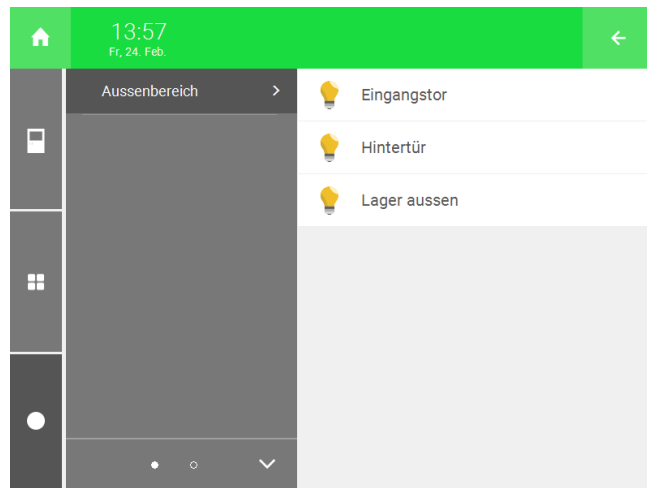 13:57
Fr, 24. Feb.
Aussenbereich
Eingangstor
Hintertür
Lager aussen